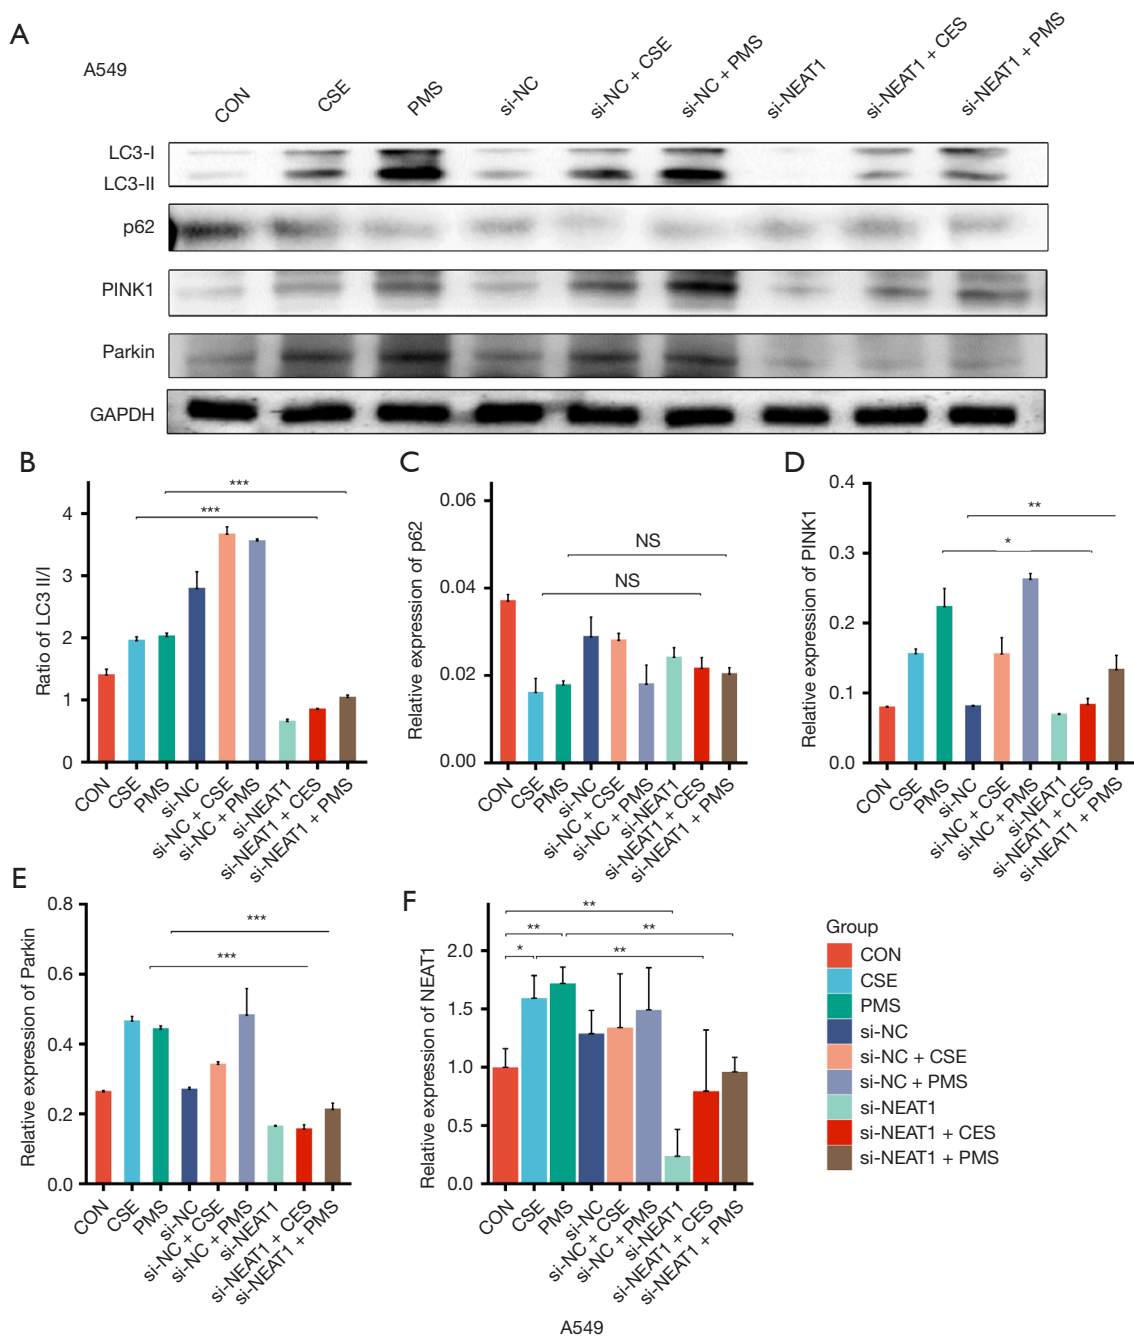 A
A549
CON
CSE
PMS
si-NC
si-NC + CSE
si-NC + PMS
si-NEAT1
si-NEAT1 + CES
si-NEAT1 + PMS
LC3-I
LC3-II
p62
PINK1
Parkin
GAPDH
B
Ratio of LC3 II/I
4
3
2
1
0
***
***
CON
CSE
PMS
si-NC
si-NC + CSE
si-NC + PMS
si-NEAT1
si-NEAT1 + CES
si-NEAT1 + PMS
C
Relative expression of p62
0.06
0.04
0.02
0.00
NS
NS
CON
CSE
PMS
si-NC
si-NC + CSE
si-NC + PMS
si-NEAT1
si-NEAT1 + CES
si-NEAT1 + PMS
D
Relative expression of PINK1
0.4
0.3
0.2
0.1
0.0
**
*
CON
CSE
PMS
si-NC
si-NC + CSE
si-NC + PMS
si-NEAT1
si-NEAT1 + CES
si-NEAT1 + PMS
E
Relative expression of Parkin
0.8
0.6
0.4
0.2
0.0
***
***
CON
CSE
PMS
si-NC
si-NC + CSE
si-NC + PMS
si-NEAT1
si-NEAT1 + CES
si-NEAT1 + PMS
F
Relative expression of NEAT1
2.0
1.5
1.0
0.5
0.0
**
**
**
*
**
CON
CSE
PMS
si-NC
si-NC + CSE
si-NC + PMS
si-NEAT1
si-NEAT1 + CES
si-NEAT1 + PMS
Group
CON
CSE
PMS
si-NC
si-NC + CSE
si-NC + PMS
si-NEAT1
si-NEAT1 + CES
si-NEAT1 + PMS
A549